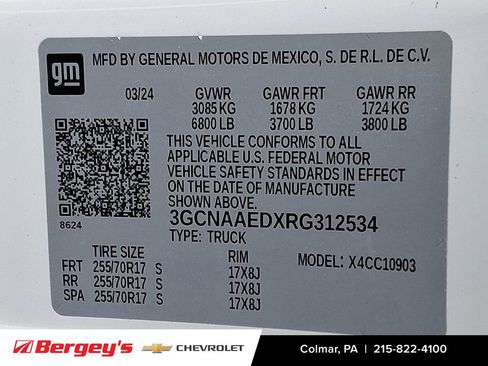 gm
MFD BY GENERAL MOTORS DE MEXICO, S. DE R.L. DE C.V.
03/24 GVWR GAWR FRT GAWR RR
3085 KG 1678 KG 1724 KG
6800 LB 3700 LB 3800 LB
THIS VEHICLE CONFORMS TO ALL
APPLICABLE U.S. FEDERAL MOTOR
VEHICLE SAFETY STANDARDS IN
EFFECT ON THE DATE OF
MANUFACTURE SHOWN ABOVE.
8624
3GCNAAEDXRG312534
TYPE: TRUCK
TIRE SIZE RIM MODEL: X4CC10903
FRT 255/70R17 S 17X8J
RR 255/70R17 S 17X8J
SPA 255/70R17 S 17X8J
Bergey's CHEVROLET Colmar, PA | 215-822-4100